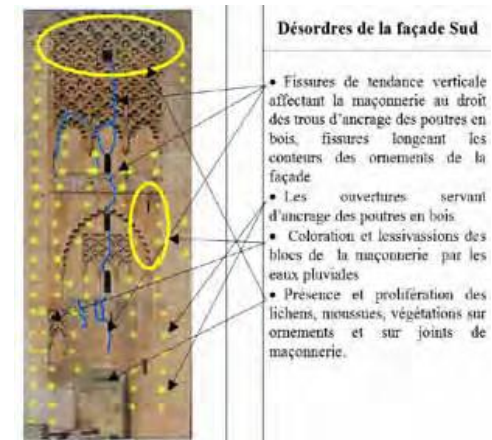 Désordres de la façade Sud
• Fissures de tendance verticale
affectant la maçonnerie au droit
des trous d'ancrage des poutres en
bois, fissures longeant les
conteurs des ornements de la
façade
• Les ouvertures servant
d'ancrage des poutres en bois
• Coloration et lessivassions des
blocs de la maçonnerie par les
eaux pluviales
• Présence et prolifération des
lichens, moussues, végétations sur
ornements et sur joints de
maçonnerie.